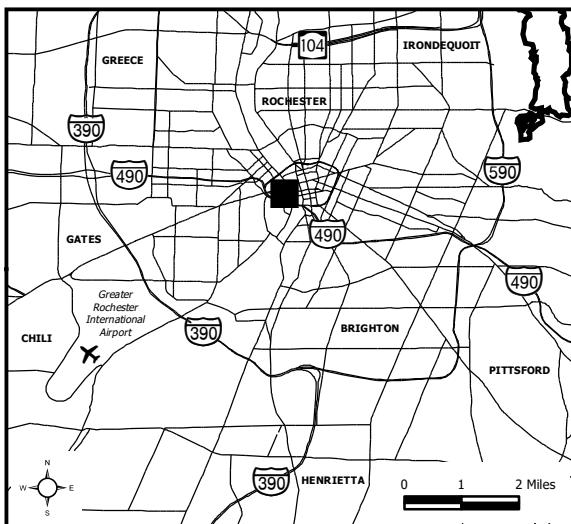 104
IRONDEQUOIT
GREECE
ROCHESTER
390
490
590
490
GATES
490
Greater
Rochester
International
Airport
390
BRIGHTON
CHILI
PITTSFORD
N
W E
S
390
HENRIETTA
0 1 2 Miles